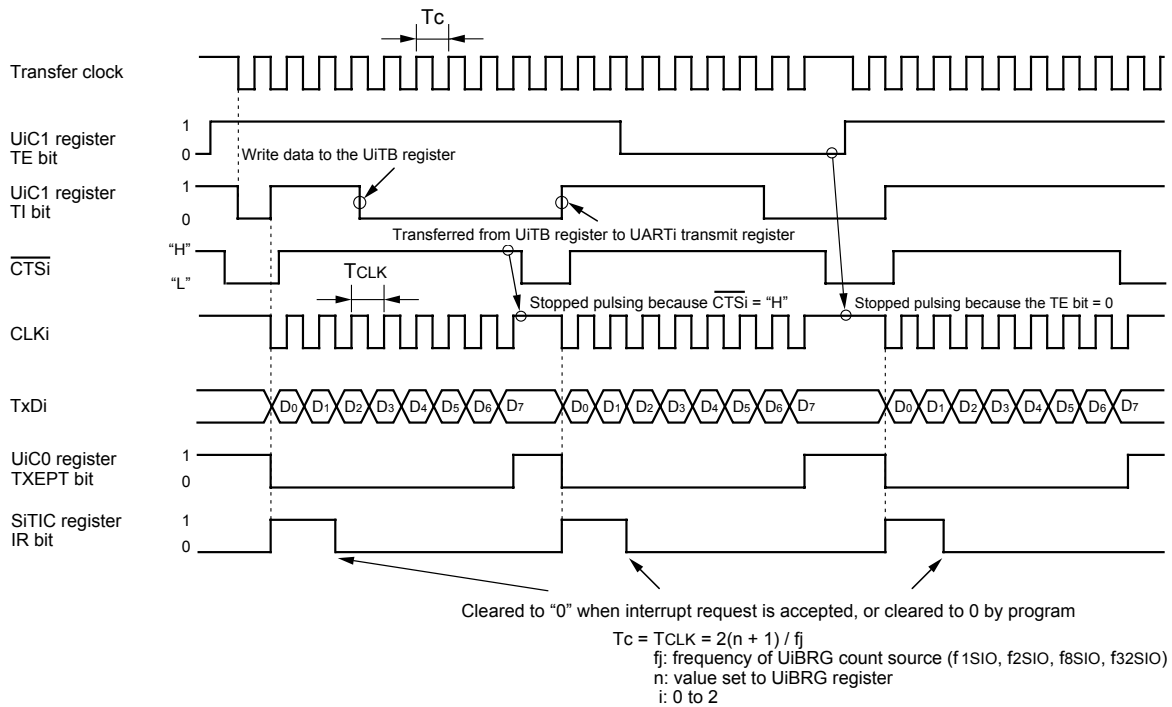 Tc
Transfer clock
UiC1 register
TE bit
1
0
Write data to the UiTB register
UiC1 register
TI bit
1
0
Transferred from UiTB register to UARTi transmit register
"H"
CTSi
"L"
TCLK
Stopped pulsing because CTSi = "H"
Stopped pulsing because the TE bit = 0
CLKi
TxDi
D0 D1 D2 D3 D4 D5 D6 D7 D0 D1 D2 D3 D4 D5 D6 D7 D0 D1 D2 D3 D4 D5 D6 D7
UiC0 register
TXEPT bit
1
0
SiTIC register
IR bit
1
0
Cleared to "0" when interrupt request is accepted, or cleared to 0 by program
Tc = TCLK = 2(n + 1) / fj
fj: frequency of UiBRG count source (f1SIO, f2SIO, f8SIO, f32SIO)
n: value set to UiBRG register
i: 0 to 2